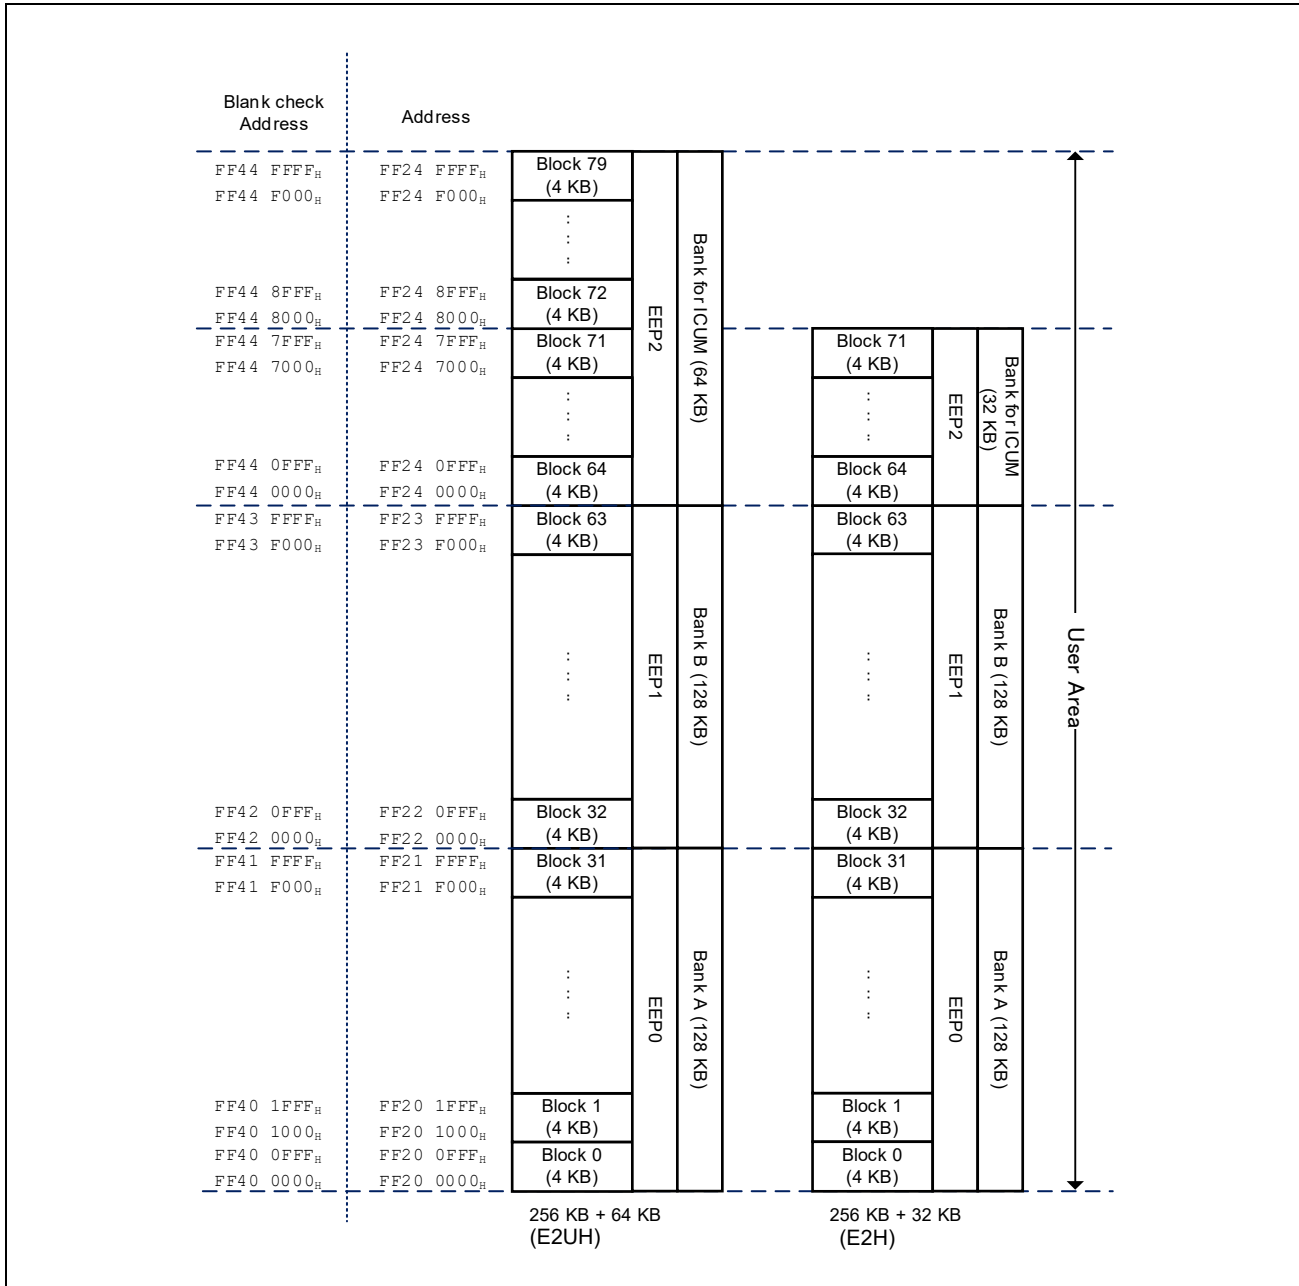 Blank check
Address
Address
FF44 FFFFH FF24 FFFFH Block 79
FF44 F000H FF24 F000H (4 KB)
FF44 8FFFH FF24 8FFFH Block 72
FF44 8000H FF24 8000H (4 KB)
FF44 7FFFH FF24 7FFFH Block 71 Block 71
FF44 7000H FF24 7000H (4 KB) (4 KB)
EEP2
Bank for ICUM (64 KB)
EEP2
Bank for ICUM
(32 KB)
FF44 0FFFH FF24 0FFFH Block 64 Block 64
FF44 0000H FF24 0000H (4 KB) (4 KB)
FF43 FFFFH FF23 FFFFH Block 63 Block 63
FF43 F000H FF23 F000H (4 KB) (4 KB)
EEP1
Bank B (128 KB)
EEP1
Bank B (128 KB)
User Area
FF42 0FFFH FF22 0FFFH Block 32 Block 32
FF42 0000H FF22 0000H (4 KB) (4 KB)
FF41 FFFFH FF21 FFFFH Block 31 Block 31
FF41 F000H FF21 F000H (4 KB) (4 KB)
EEP0
Bank A (128 KB)
EEP0
Bank A (128 KB)
FF40 1FFFH FF20 1FFFH Block 1 Block 1
FF40 1000H FF20 1000H (4 KB) (4 KB)
FF40 0FFFH FF20 0FFFH Block 0 Block 0
FF40 0000H FF20 0000H (4 KB) (4 KB)
256 KB + 64 KB 256 KB + 32 KB
(E2UH) (E2H)